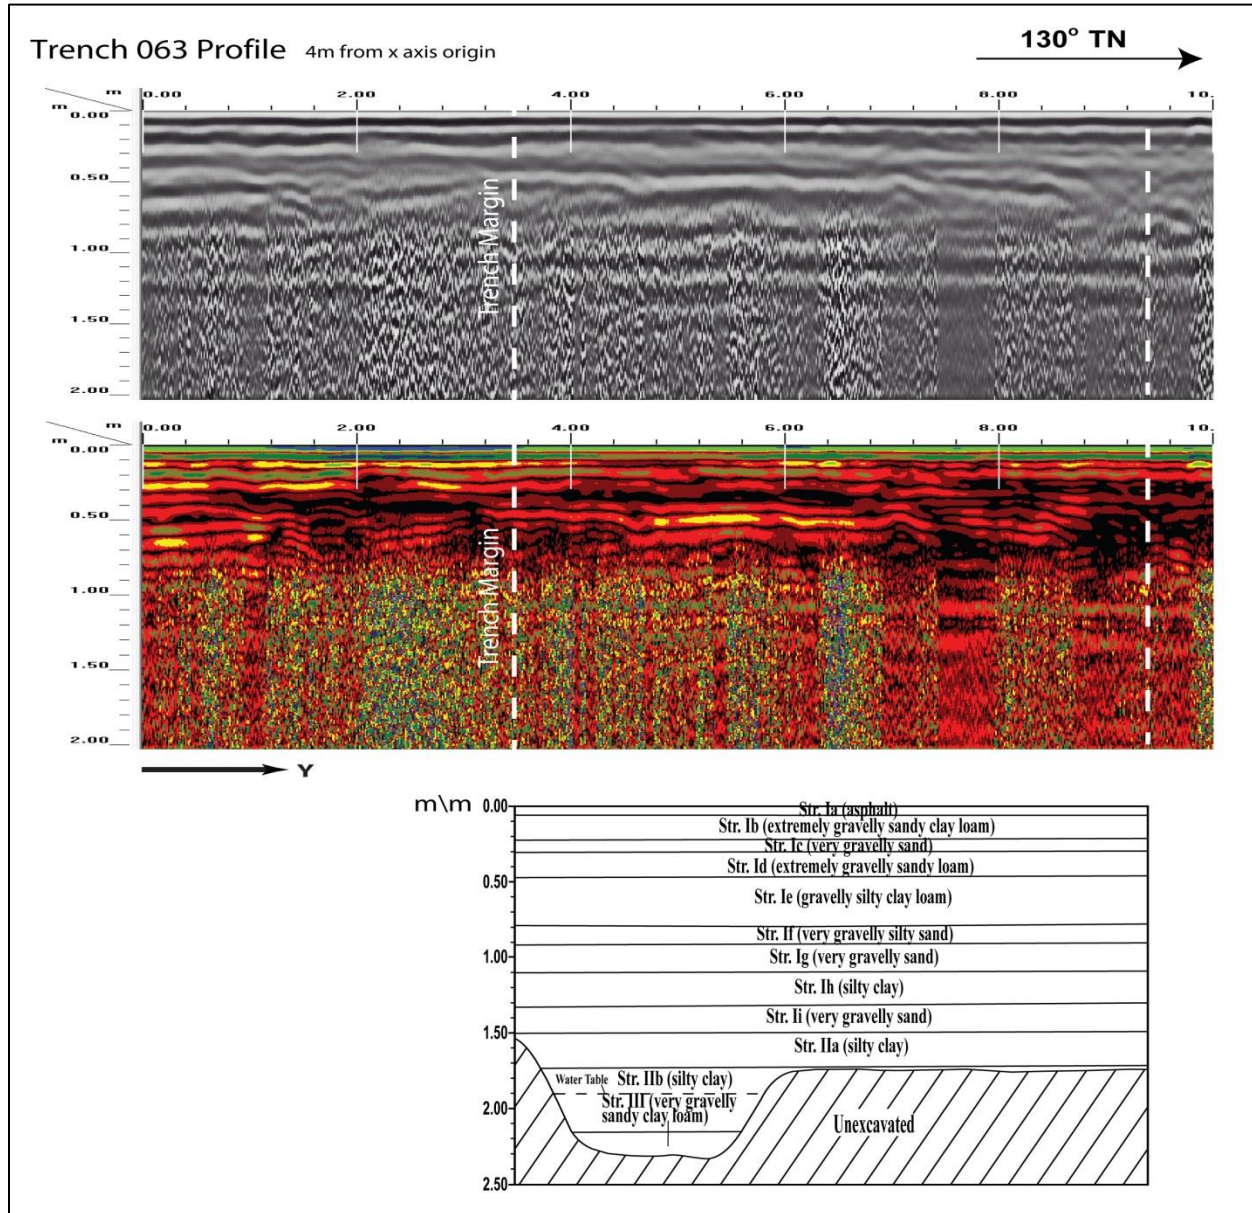 Trench 063 Profile 4m from x axis origin
130° TN
m 0.00 2.00 4.00 6.00 8.00 10.
m
0.00
0.50
1.00
1.50
2.00
Trench Margin
m 0.00 2.00 4.00 6.00 8.00 10.
m
0.00
0.50
1.00
1.50
2.00
Trench Margin
Y
m\m
0.00
0.50
1.00
1.50
2.00
2.50
Str. Ia (asphalt)
Str. Ib (extremely gravelly sandy clay loam)
Str. Ic (very gravelly sand)
Str. Id (extremely gravelly sandy loam)
Str. Ie (gravelly silty clay loam)
Str. If (very gravelly silty sand)
Str. Ig (very gravelly sand)
Str. Ih (silty clay)
Str. Ii (very gravelly sand)
Str. IIa (silty clay)
Water Table
Str. IIb (silty clay)
Str. III (very gravelly
sandy clay loam)
Unexcavated